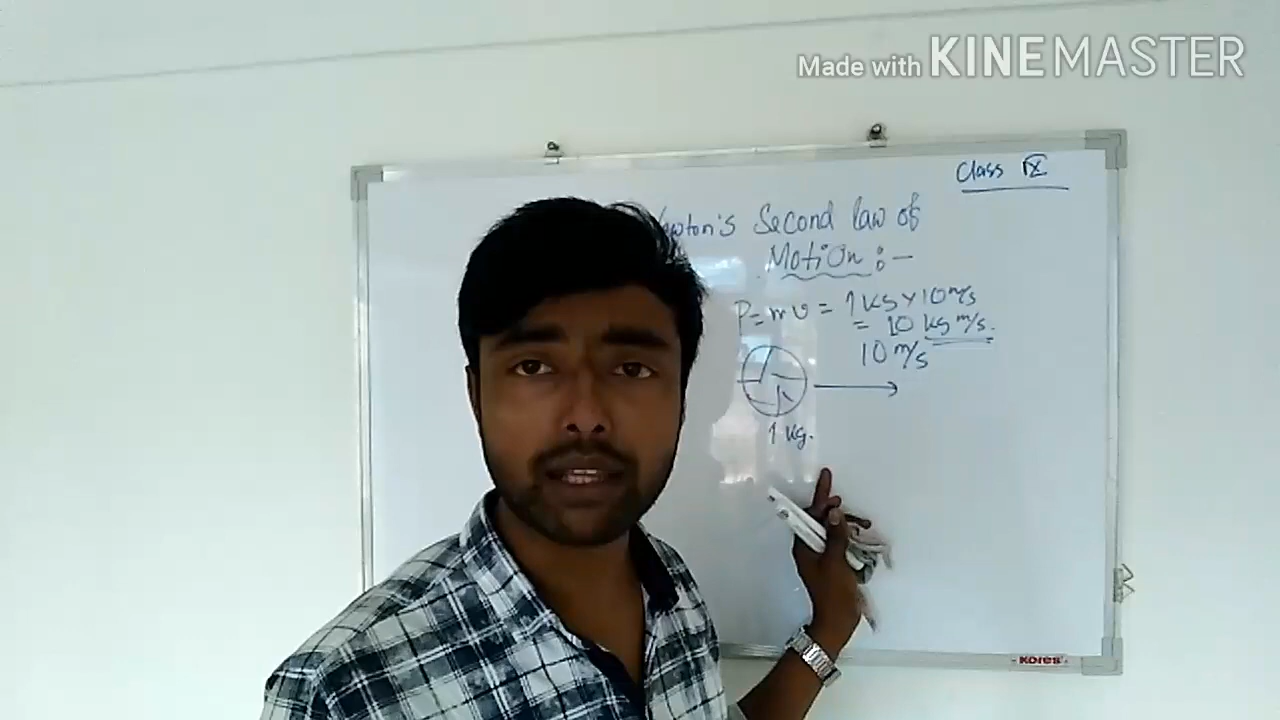 Made with KINEMASTER
Class IX
Newton's Second law of
Motion :-
P = m v = 1 kg x 10 m/s
= 10 kg m/s.
10 m/s
1 kg.
Kores